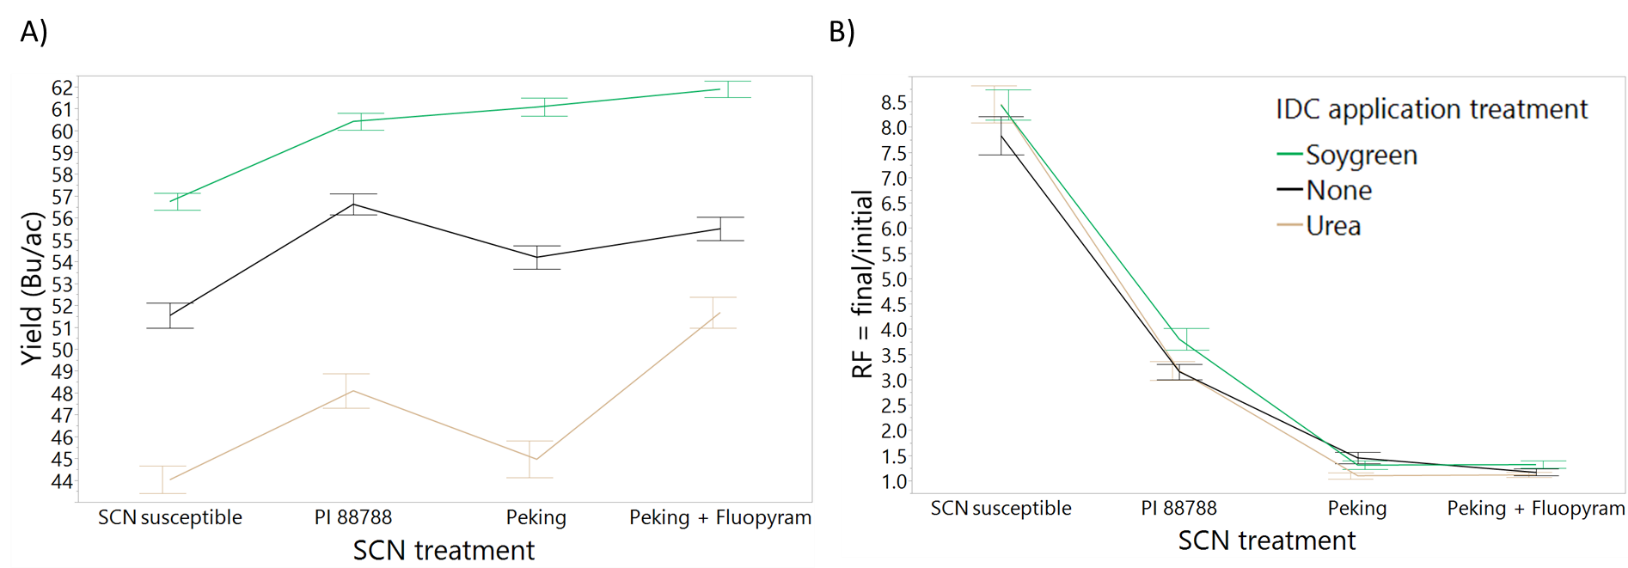 A)
B)
Yield (Bu/ac)
62
61
60
59
58
57
56
55
54
53
52
51
50
49
48
47
46
45
44
SCN susceptible
PI 88788
Peking
Peking + Fluopyram
SCN treatment
RF = final/initial
8.5
8.0
7.5
7.0
6.5
6.0
5.5
5.0
4.5
4.0
3.5
3.0
2.5
2.0
1.5
1.0
IDC application treatment
Soygreen
None
Urea
SCN susceptible
PI 88788
Peking
Peking + Fluopyram
SCN treatment